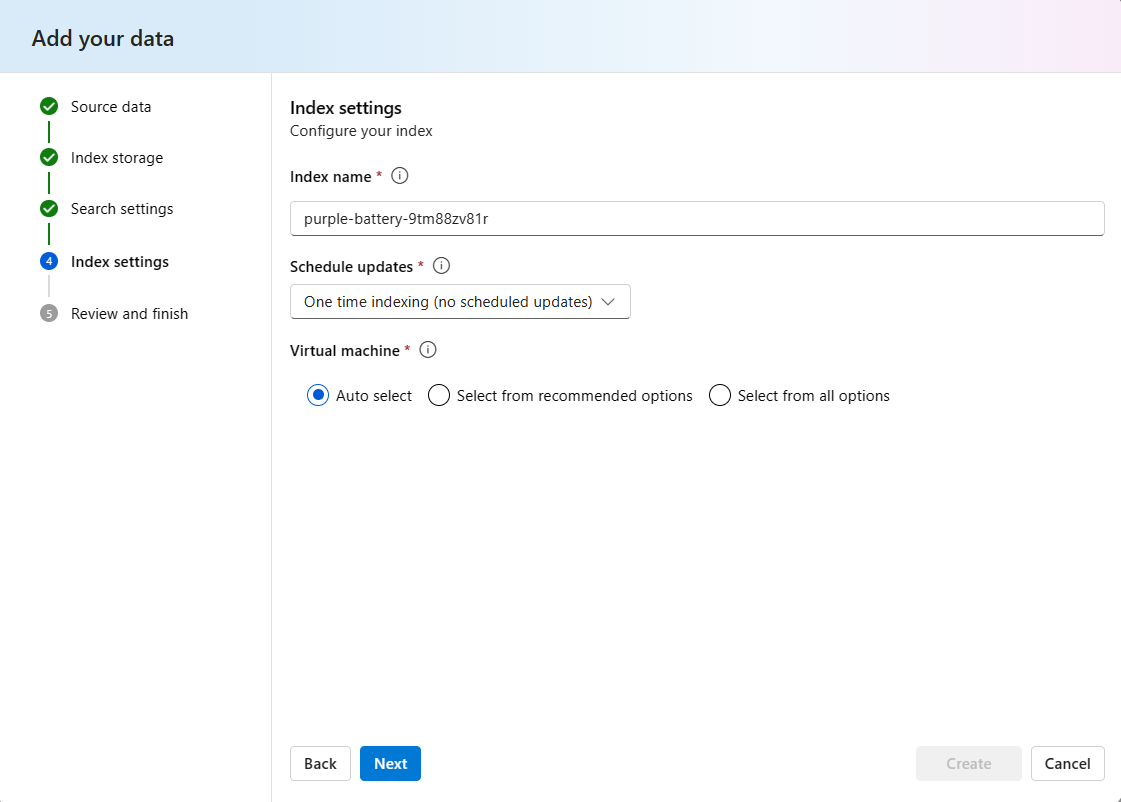 Add your data
Source data
Index storage
Search settings
4 Index settings
5 Review and finish
Index settings
Configure your index
Index name *
purple-battery-9tm88zv81r
Schedule updates *
One time indexing (no scheduled updates)
Virtual machine *
Auto select Select from recommended options Select from all options
Back Next Create Cancel